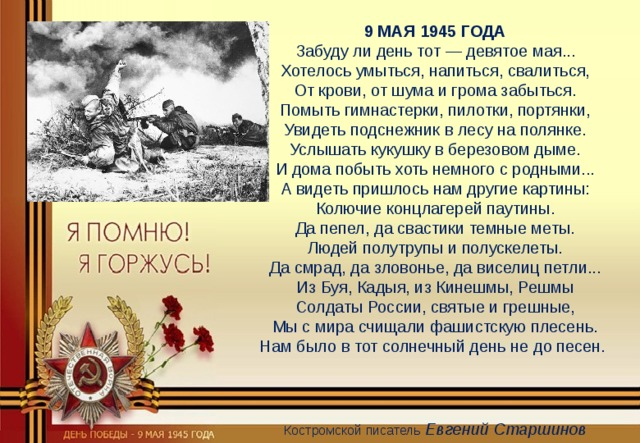 9 МАЯ 1945 ГОДА
Забуду ли день тот — девятое мая...
Хотелось умыться, напиться, свалиться,
От крови, от шума и грома забыться.
Помыть гимнастерки, пилотки, портянки,
Увидеть подснежник в лесу на полянке.
Услышать кукушку в березовом дыме.
И дома побыть хоть немного с родными...
А видеть пришлось нам другие картины:
Колючие концлагерей паутины.
Да пепел, да свастики темные меты.
Людей полутрупы и полускелеты.
Да смрад, да зловонье, да виселиц петли...
Из Буя, Кадыя, из Кинешмы, Решмы
Солдаты России, святые и грешные,
Мы с мира счищали фашистскую плесень.
Нам было в тот солнечный день не до песен.
Костромской писатель Евгений Старшинов
Я ПОМНЮ!
Я ГОРЖУСЬ!
ОТЕЧЕСТВЕННАЯ ВОЙНА
ДЕНЬ ПОБЕДЫ - 9 МАЯ 1945 ГОДА